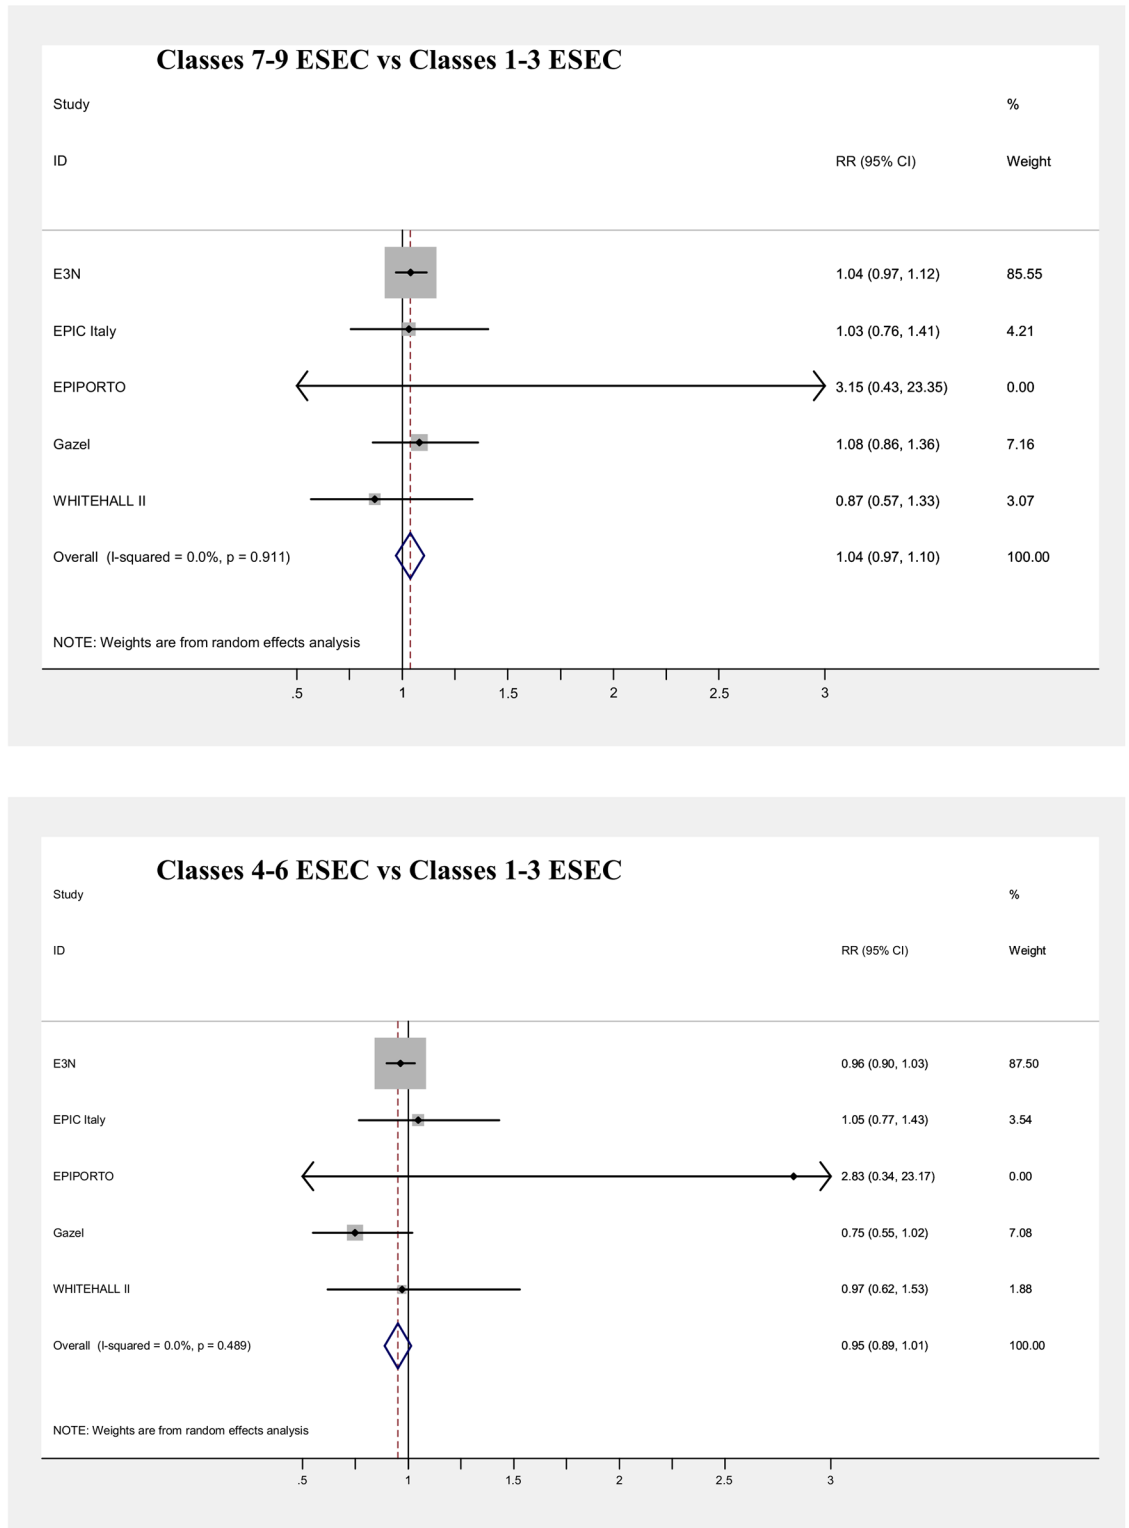 Classes 7-9 ESEC vs Classes 1-3 ESEC
Study %
ID RR (95% CI) Weight
E3N 1.04 (0.97, 1.12) 85.55
EPIC Italy 1.03 (0.76, 1.41) 4.21
EPIPORTO 3.15 (0.43, 23.35) 0.00
Gazel 1.08 (0.86, 1.36) 7.16
WHITEHALL II 0.87 (0.57, 1.33) 3.07
Overall (I-squared = 0.0%, p = 0.911) 1.04 (0.97, 1.10) 100.00
NOTE: Weights are from random effects analysis
.5 1 1.5 2 2.5 3
Classes 4-6 ESEC vs Classes 1-3 ESEC
Study %
ID RR (95% CI) Weight
E3N 0.96 (0.90, 1.03) 87.50
EPIC Italy 1.05 (0.77, 1.43) 3.54
EPIPORTO 2.83 (0.34, 23.17) 0.00
Gazel 0.75 (0.55, 1.02) 7.08
WHITEHALL II 0.97 (0.62, 1.53) 1.88
Overall (I-squared = 0.0%, p = 0.489) 0.95 (0.89, 1.01) 100.00
NOTE: Weights are from random effects analysis
.5 1 1.5 2 2.5 3